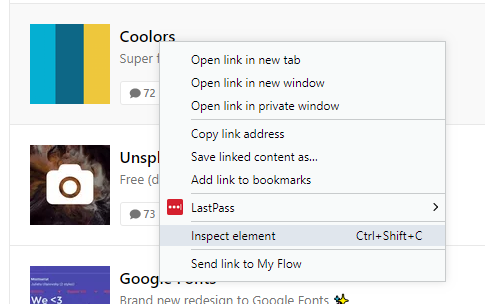 Coolors
Super f
72
Open link in new tab
Open link in new window
Open link in private window
Copy link address
Save linked content as...
Add link to bookmarks
LastPass
Inspect element Ctrl+Shift+C
Send link to My Flow
Unspl
Free (d
73
Google Fonts
Brand new redesign to Google Fonts ✨
We <3